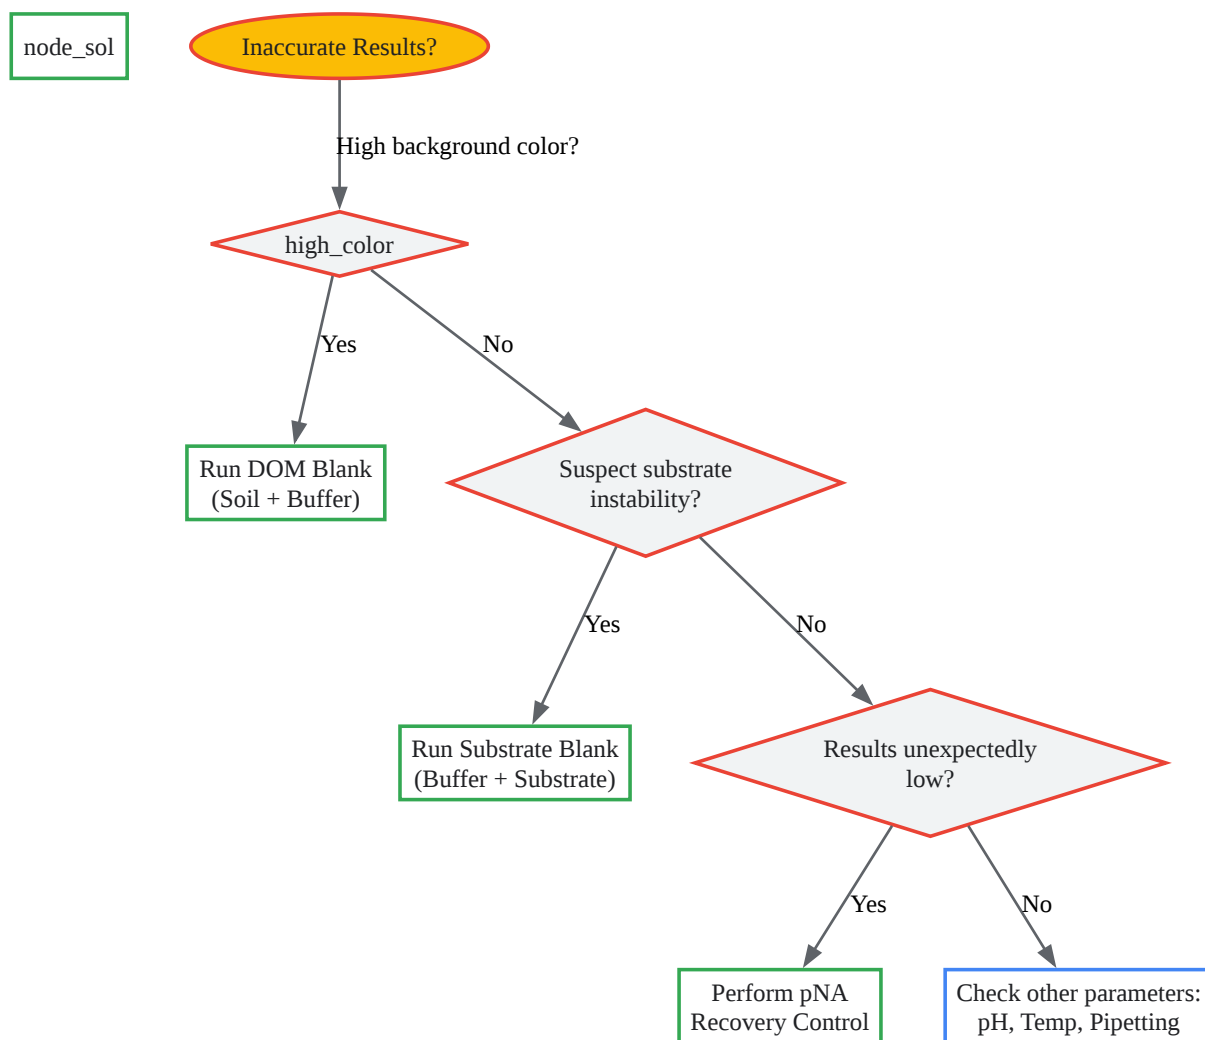 node_sol
Inaccurate Results?
High background color?
high_color
Yes
No
Run DOM Blank
(Soil + Buffer)
Suspect substrate
instability?
Yes
No
Run Substrate Blank
(Buffer + Substrate)
Results unexpectedly
low?
Yes
No
Perform pNA
Recovery Control
Check other parameters:
pH, Temp, Pipetting